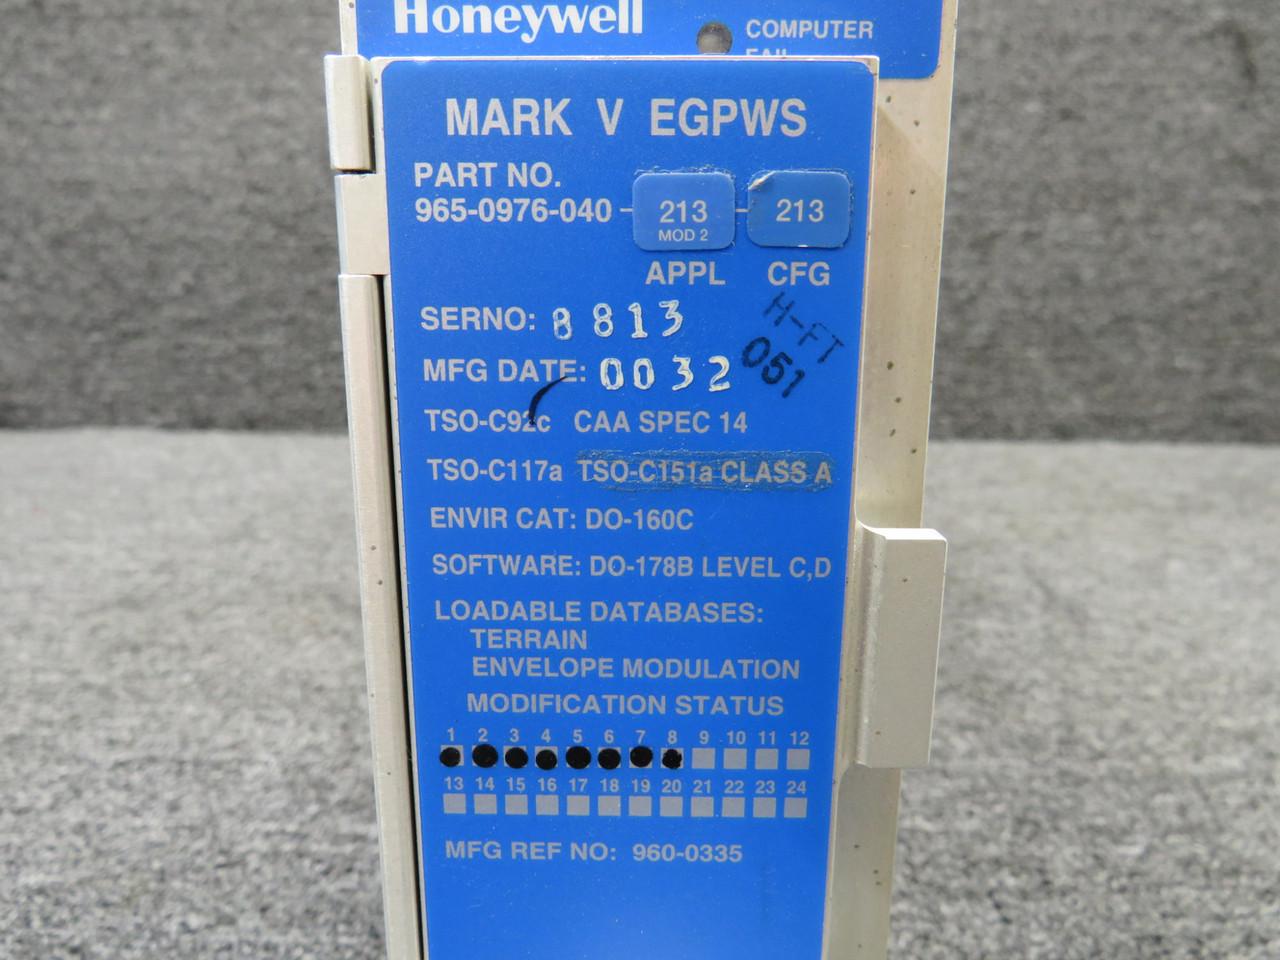 Honeywell
COMPUTER
FAIL
MARK V EGPWS
PART NO.
965-0976-040 - 213 - 213
MOD 2
APPL CFG
SERNO: 8813
H-FT
051
MFG DATE: 0032
TSO-C92c CAA SPEC 14
TSO-C117a TSO-C151a CLASS A
ENVIR CAT: DO-160C
SOFTWARE: DO-178B LEVEL C,D
LOADABLE DATABASES:
TERRAIN
ENVELOPE MODULATION
MODIFICATION STATUS
1 2 3 4 5 6 7 8 9 10 11 12
13 14 15 16 17 18 19 20 21 22 23 24
MFG REF NO: 960-0335